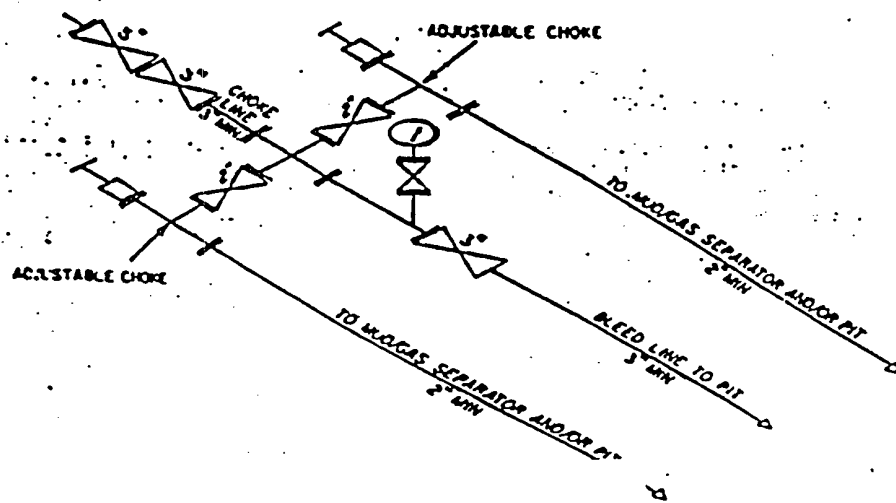 ADJUSTABLE CHOKE
3"
3"
CHOKE
LINE
3" MIN
TO MUD/GAS SEPARATOR AND/OR PIT
2" MIN
3"
ADJUSTABLE CHOKE
BLEED LINE TO PIT
3" MIN
TO MUD/GAS SEPARATOR AND/OR PIT
2" MIN